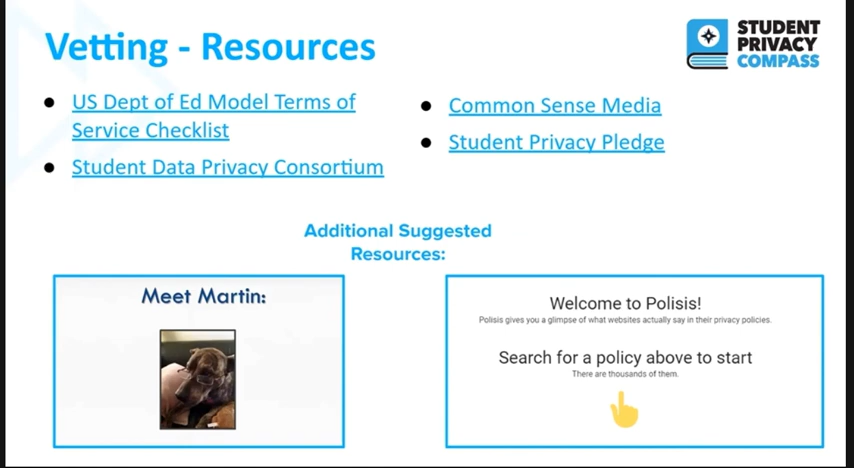 Vetting - Resources
STUDENT
PRIVACY
COMPASS
US Dept of Ed Model Terms of
Service Checklist
Student Data Privacy Consortium
Common Sense Media
Student Privacy Pledge
Additional Suggested
Resources:
Meet Martin:
Welcome to Polisis!
Polisis gives you a glimpse of what websites actually say in their privacy policies.
Search for a policy above to start
There are thousands of them.